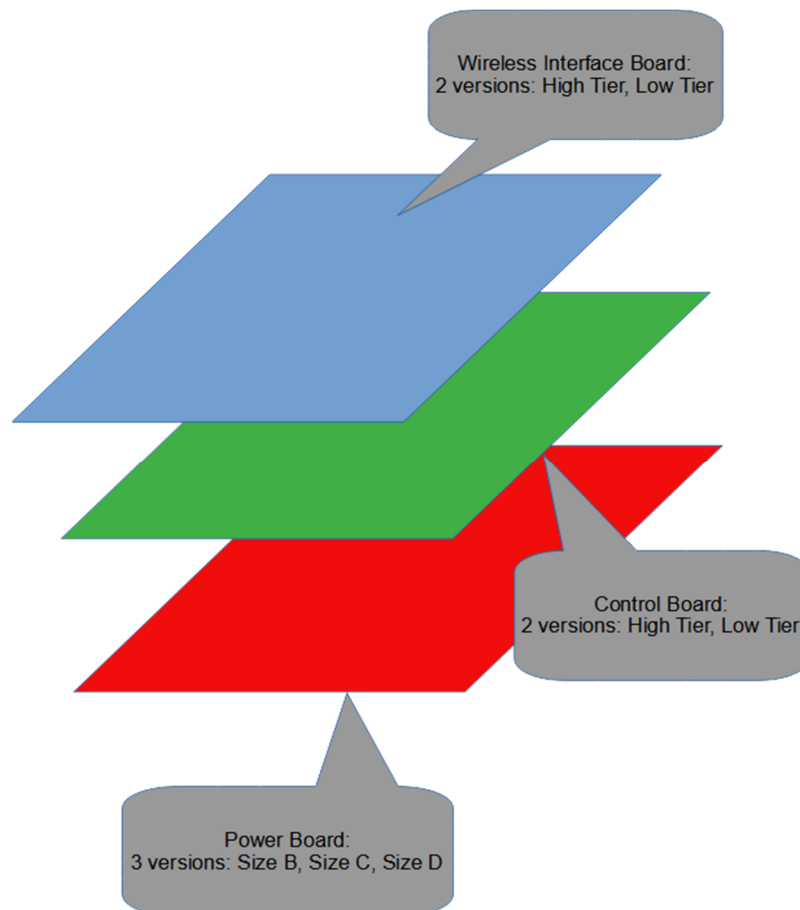 Wireless Interface Board:
2 versions: High Tier, Low Tier
Control Board:
2 versions: High Tier, Low Tier
Power Board:
3 versions: Size B, Size C, Size D